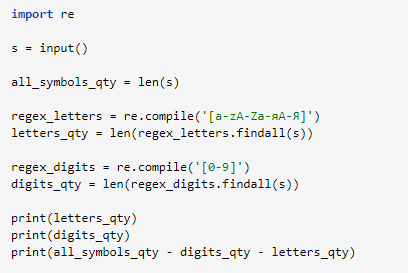 import re
s = input()
all_symbols_qty = len(s)
regex_letters = re.compile('[a-zA-Zа-яА-Я]')
letters_qty = len(regex_letters.findall(s))
regex_digits = re.compile('[0-9]')
digits_qty = len(regex_digits.findall(s))
print(letters_qty)
print(digits_qty)
print(all_symbols_qty - digits_qty - letters_qty)